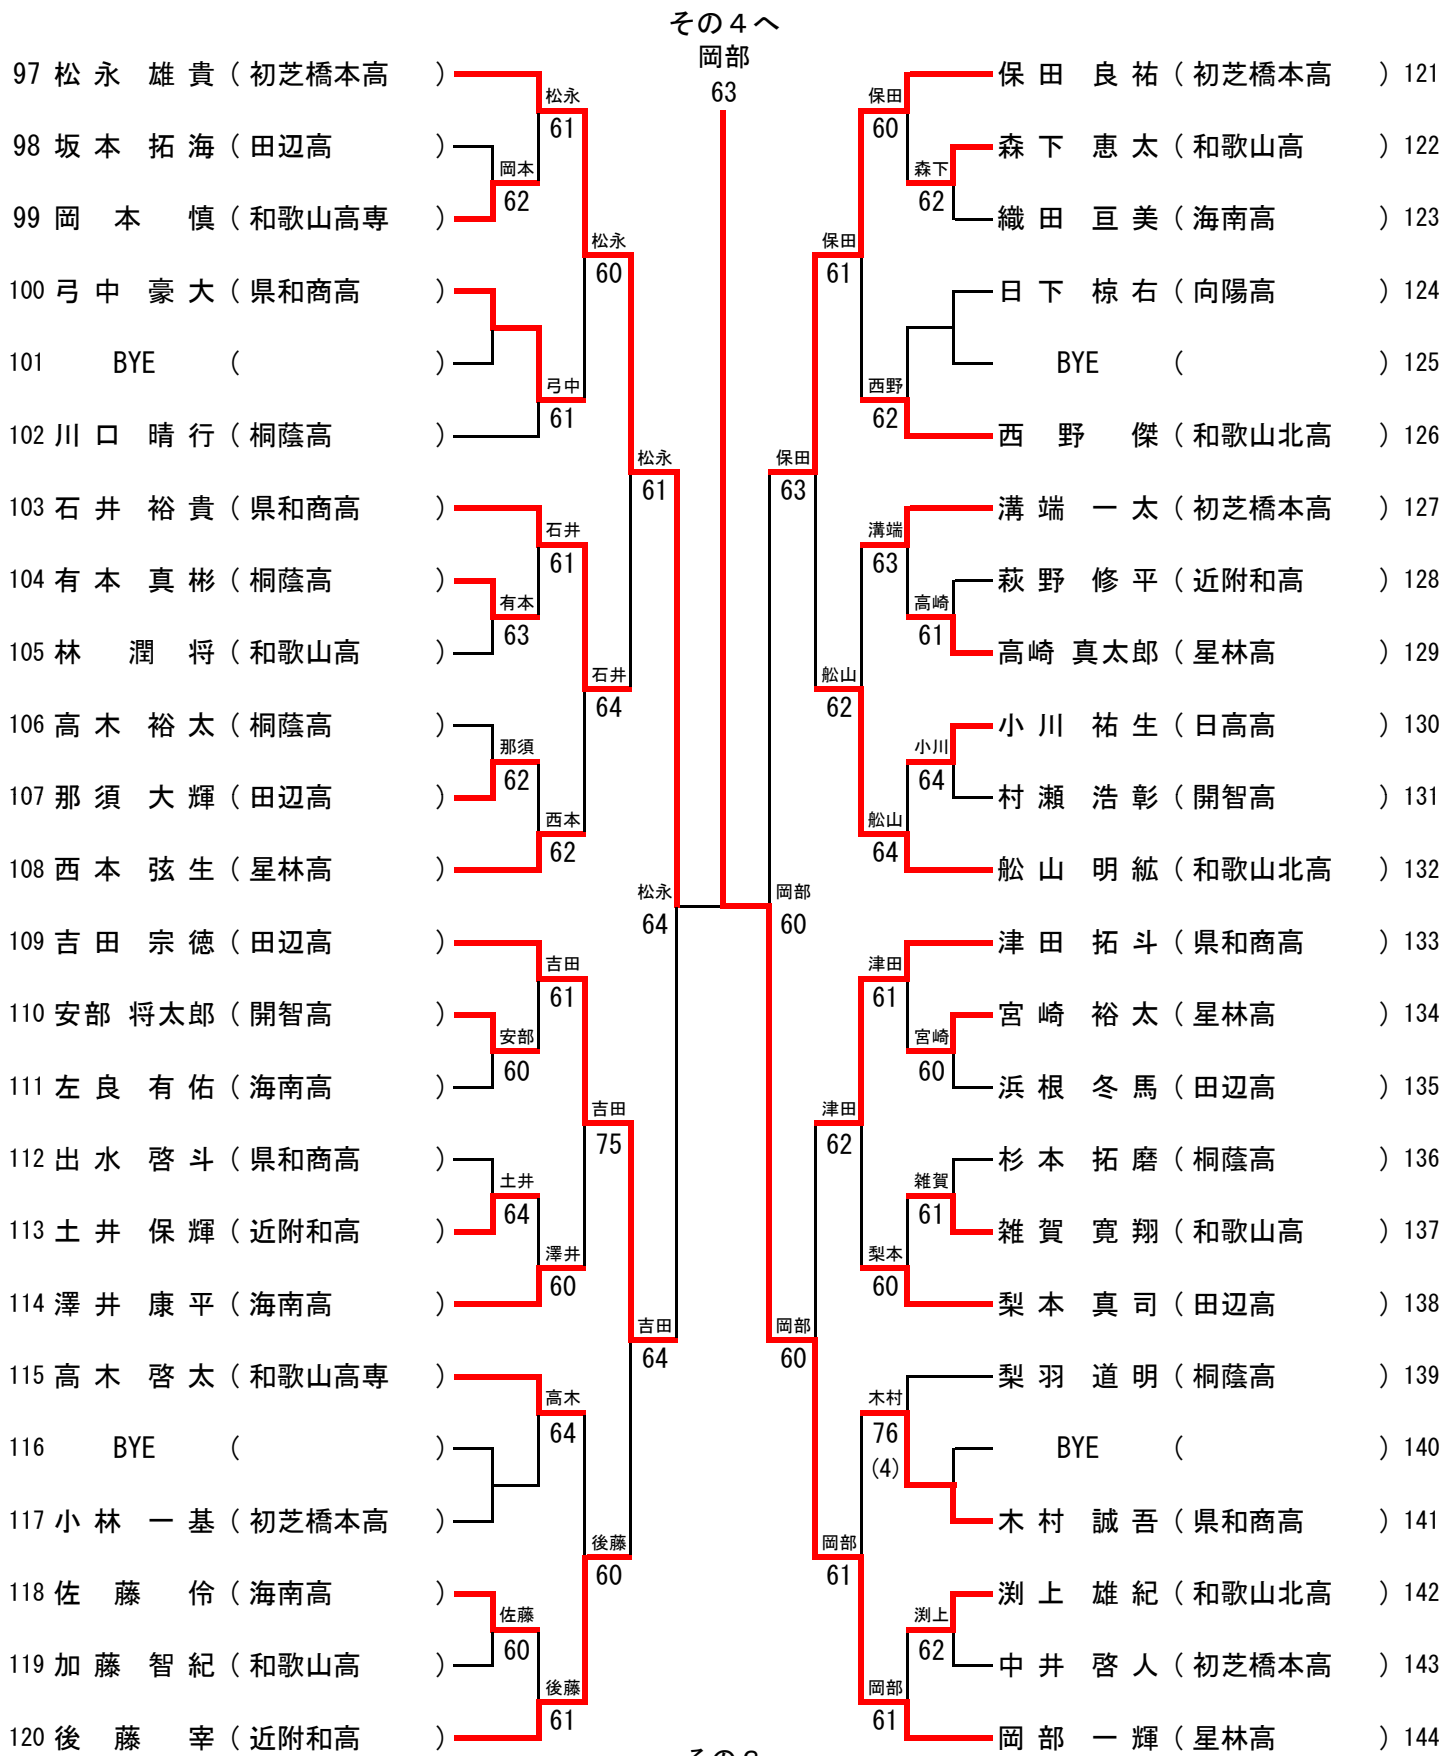 その４へ
岡部
63
97 松永 雄貴 （ 初芝橋本高 ）
98 坂本 拓海 （ 田辺高 ）
99 岡本 慎 （ 和歌山高専 ）
100 弓中 豪大 （ 県和商高 ）
101 BYE （ ）
102 川口 晴行 （ 桐蔭高 ）
103 石井 裕貴 （ 県和商高 ）
104 有本 真彬 （ 桐蔭高 ）
105 林 潤将 （ 和歌山高 ）
106 高木 裕太 （ 桐蔭高 ）
107 那須 大輝 （ 田辺高 ）
108 西本 弦生 （ 星林高 ）
109 吉田 宗徳 （ 田辺高 ）
110 安部 将太郎 （ 開智高 ）
111 左良 有佑 （ 海南高 ）
112 出水 啓斗 （ 県和商高 ）
113 土井 保輝 （ 近附和高 ）
114 澤井 康平 （ 海南高 ）
115 高木 啓太 （ 和歌山高専 ）
116 BYE （ ）
117 小林 一基 （ 初芝橋本高 ）
118 佐藤 伶 （ 海南高 ）
119 加藤 智紀 （ 和歌山高 ）
120 後藤 宰 （ 近附和高 ）
松永
61
岡本
62
松永
60
弓中
61
松永
61
石井
61
有本
63
石井
64
那須
62
西本
62
松永
64
吉田
61
安部
60
吉田
75
土井
64
澤井
60
吉田
64
高木
64
後藤
60
佐藤
60
後藤
61
保田
60
森下
62
保田
61
西野
62
保田
63
溝端
63
高崎
61
舩山
62
小川
64
舩山
64
岡部
60
津田
61
宮崎
60
津田
62
雑賀
61
梨本
60
岡部
60
木村
76
(4)
岡部
61
渕上
62
岡部
61
保田 良祐 （ 初芝橋本高 ） 121
森下 恵太 （ 和歌山高 ） 122
織田 亘美 （ 海南高 ） 123
日下 椋右 （ 向陽高 ） 124
BYE （ ） 125
西野 傑 （ 和歌山北高 ） 126
溝端 一太 （ 初芝橋本高 ） 127
萩野 修平 （ 近附和高 ） 128
高崎 真太郎 （ 星林高 ） 129
小川 祐生 （ 日高高 ） 130
村瀬 浩彰 （ 開智高 ） 131
舩山 明紘 （ 和歌山北高 ） 132
津田 拓斗 （ 県和商高 ） 133
宮崎 裕太 （ 星林高 ） 134
浜根 冬馬 （ 田辺高 ） 135
杉本 拓磨 （ 桐蔭高 ） 136
雑賀 寛翔 （ 和歌山高 ） 137
梨本 真司 （ 田辺高 ） 138
梨羽 道明 （ 桐蔭高 ） 139
BYE （ ） 140
木村 誠吾 （ 県和商高 ） 141
渕上 雄紀 （ 和歌山北高 ） 142
中井 啓人 （ 初芝橋本高 ） 143
岡部 一輝 （ 星林高 ） 144